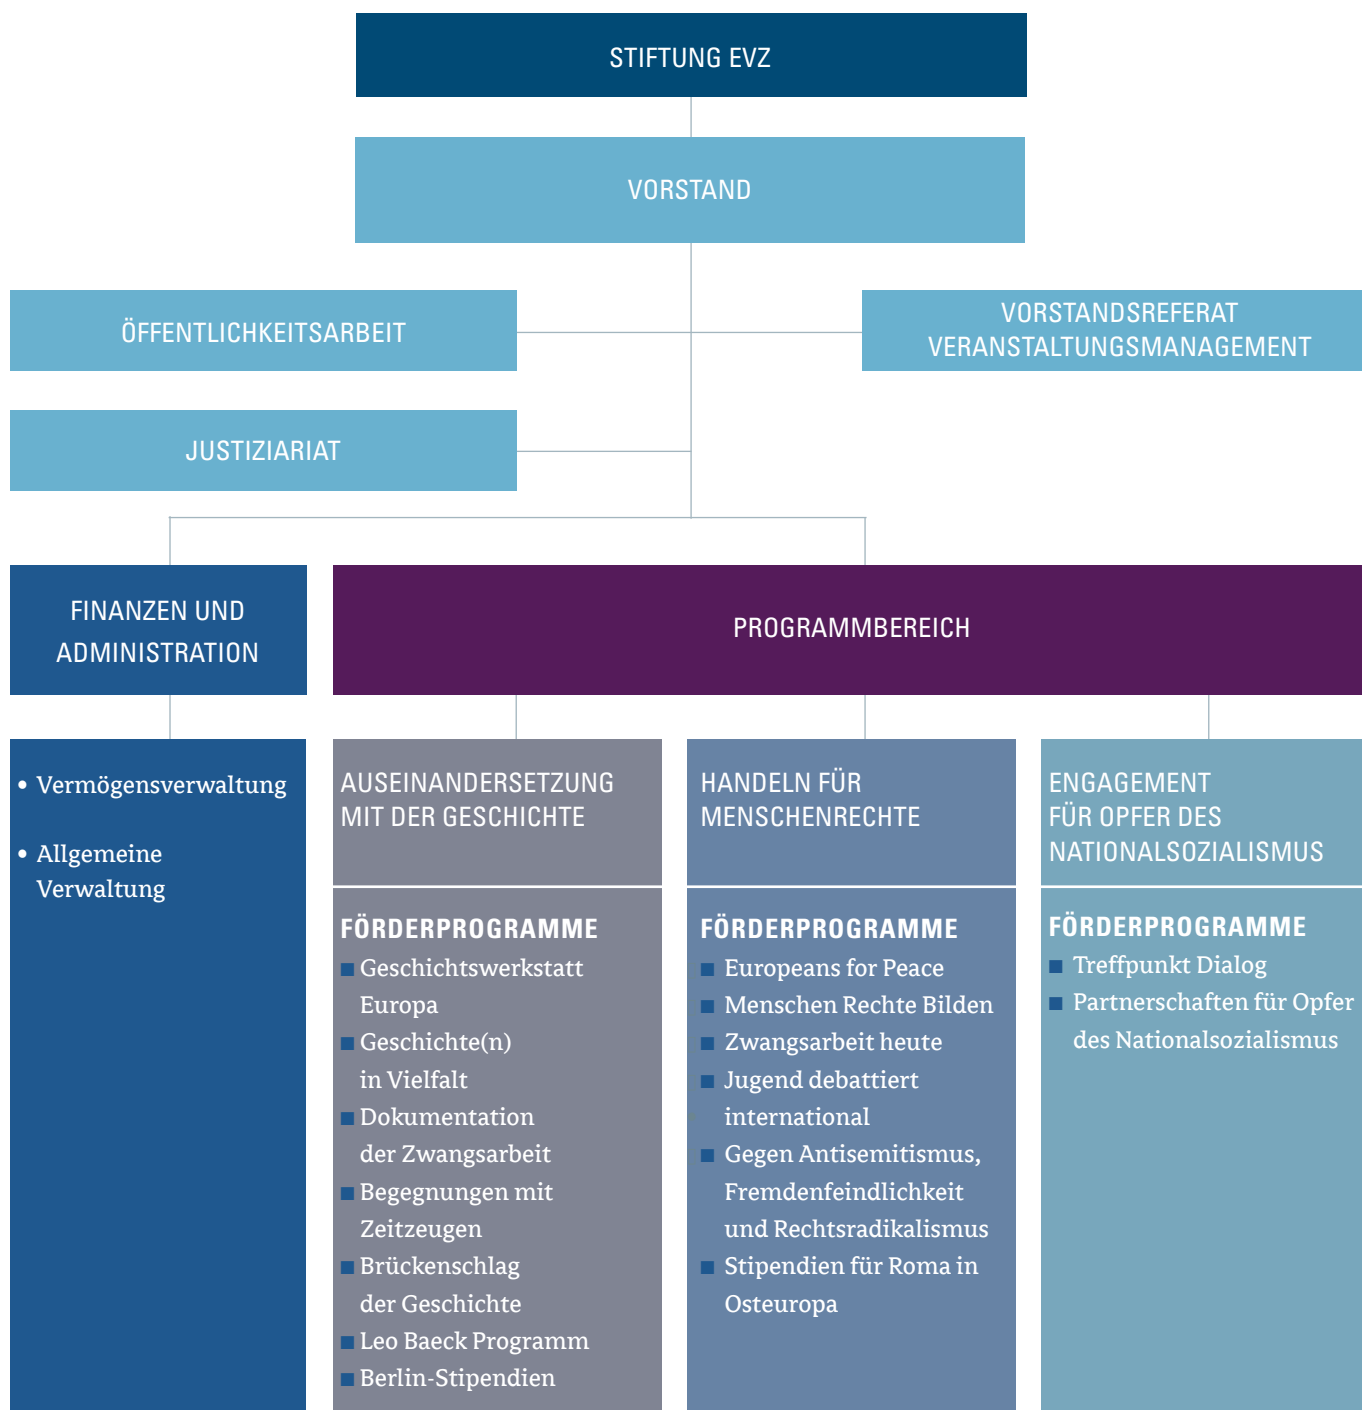 STIFTUNG EVZ
VORSTAND
ÖFFENTLICHKEITSARBEIT
VORSTANDSREFERAT
VERANSTALTUNGSMANAGEMENT
JUSTIZIARIAT
FINANZEN UND
ADMINISTRATION
PROGRAMMBEREICH
• Vermögensverwaltung
• Allgemeine
Verwaltung
AUSEINANDERSETZUNG
MIT DER GESCHICHTE
FÖRDERPROGRAMME
■ Geschichtswerkstatt
Europa
■ Geschichte(n)
in Vielfalt
■ Dokumentation
der Zwangsarbeit
■ Begegnungen mit
Zeitzeugen
■ Brückenschlag
der Geschichte
■ Leo Baeck Programm
■ Berlin-Stipendien
HANDELN FÜR
MENSCHENRECHTE
FÖRDERPROGRAMME
■ Europeans for Peace
■ Menschen Rechte Bilden
■ Zwangsarbeit heute
■ Jugend debattiert
international
■ Gegen Antisemitismus,
Fremdenfeindlichkeit
und Rechtsradikalismus
■ Stipendien für Roma in
Osteuropa
ENGAGEMENT
FÜR OPFER DES
NATIONALSOZIALISMUS
FÖRDERPROGRAMME
■ Treffpunkt Dialog
■ Partnerschaften für Opfer
des Nationalsozialismus